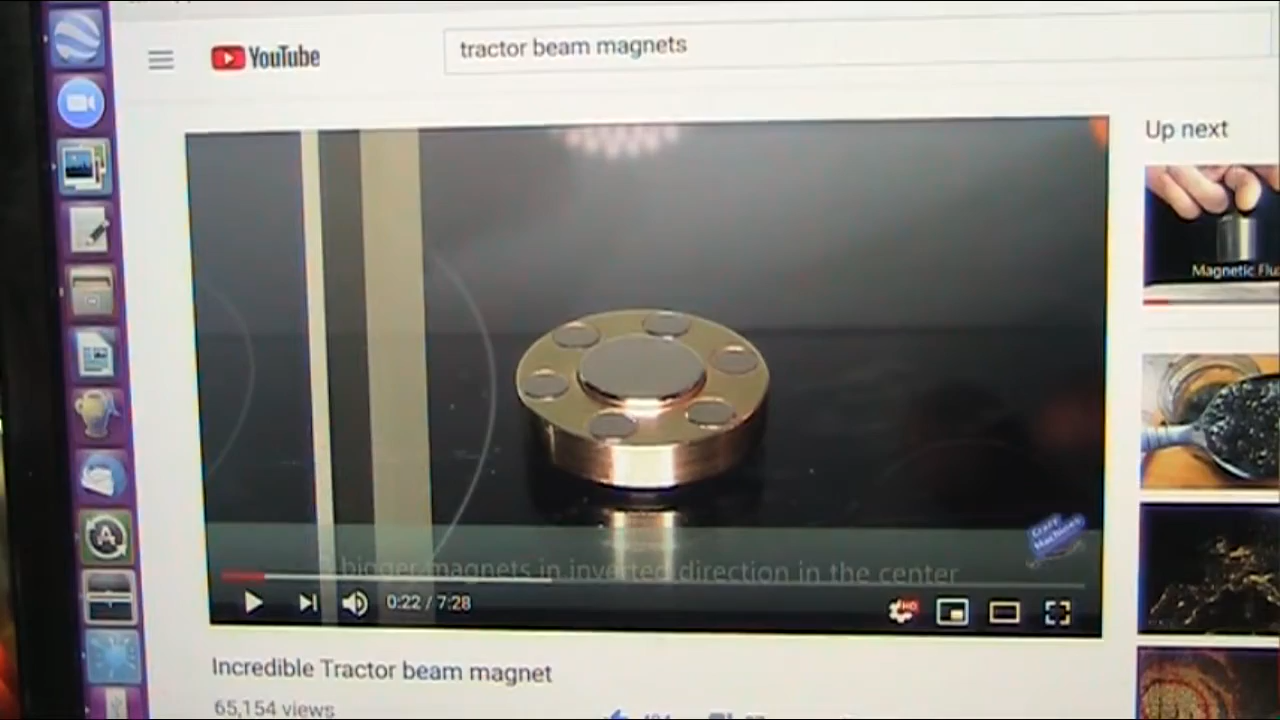 YouTube
tractor beam magnets
Up next
Magnetic Flu
Crazy
Machines
bigger magnets in inverted direction in the center
0:22 / 7:28
HD
Incredible Tractor beam magnet
65,154 views